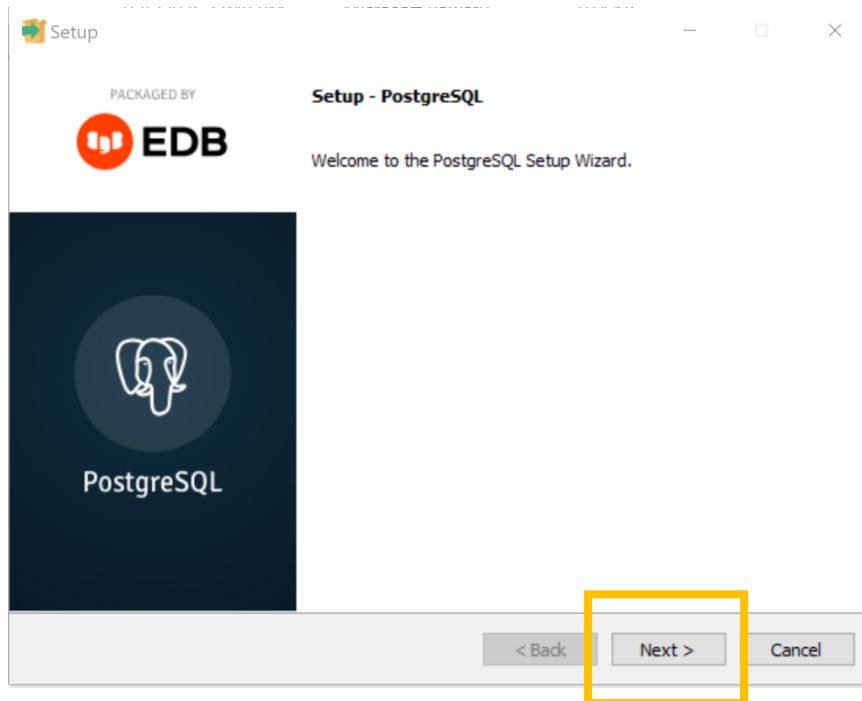 Setup
PACKAGED BY
EDB
Setup - PostgreSQL
Welcome to the PostgreSQL Setup Wizard.
PostgreSQL
< Back
Next >
Cancel